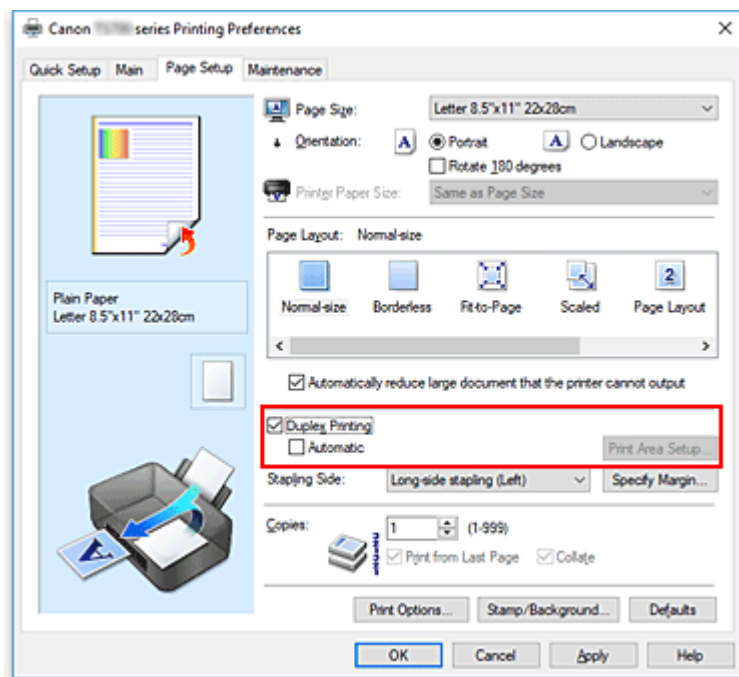 Canon series Printing Preferences
Quick Setup Main Page Setup Maintenance
Page Size: Letter 8.5"x11" 22x28cm
Orientation: A Portrait A Landscape
Rotate 180 degrees
Printer Paper Size: Same as Page Size
Page Layout: Normal-size
2
Normal-size Borderless Fit-to-Page Scaled Page Layout
Plain Paper
Letter 8.5"x11" 22x28cm
Automatically reduce large document that the printer cannot output
Duplex Printing
Automatic Print Area Setup...
Stapling Side: Long-side stapling (Left) Specify Margin...
Copies: 1 (1-999)
Print from Last Page Collate
A
Print Options... Stamp/Background... Defaults
OK Cancel Apply Help